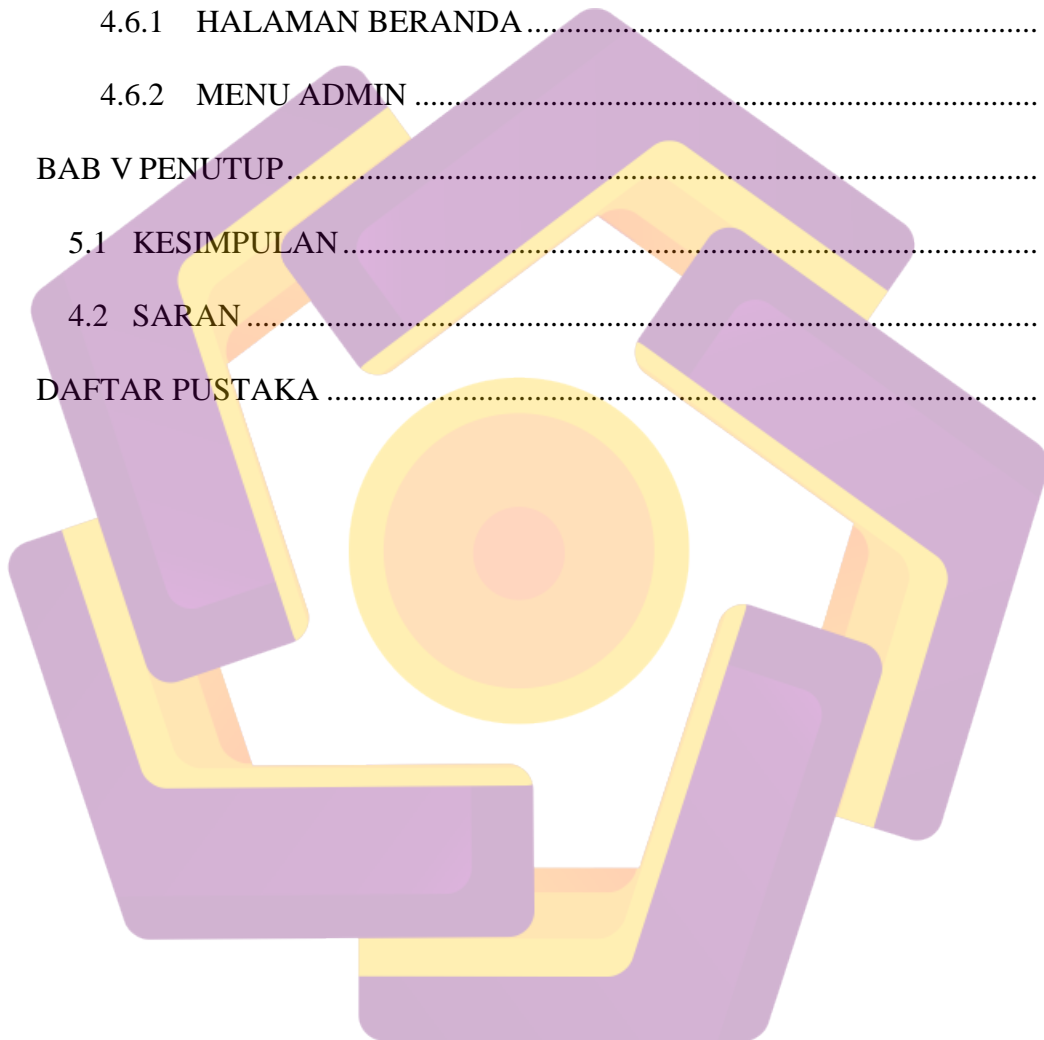 4.6.1 HALAMAN BERANDA ..........................................................................
4.6.2 MENU ADMIN ..........................................................................
BAB V PENUTUP ..........................................................................
5.1 KESIMPULAN ..........................................................................
4.2 SARAN ..........................................................................
DAFTAR PUSTAKA ..........................................................................